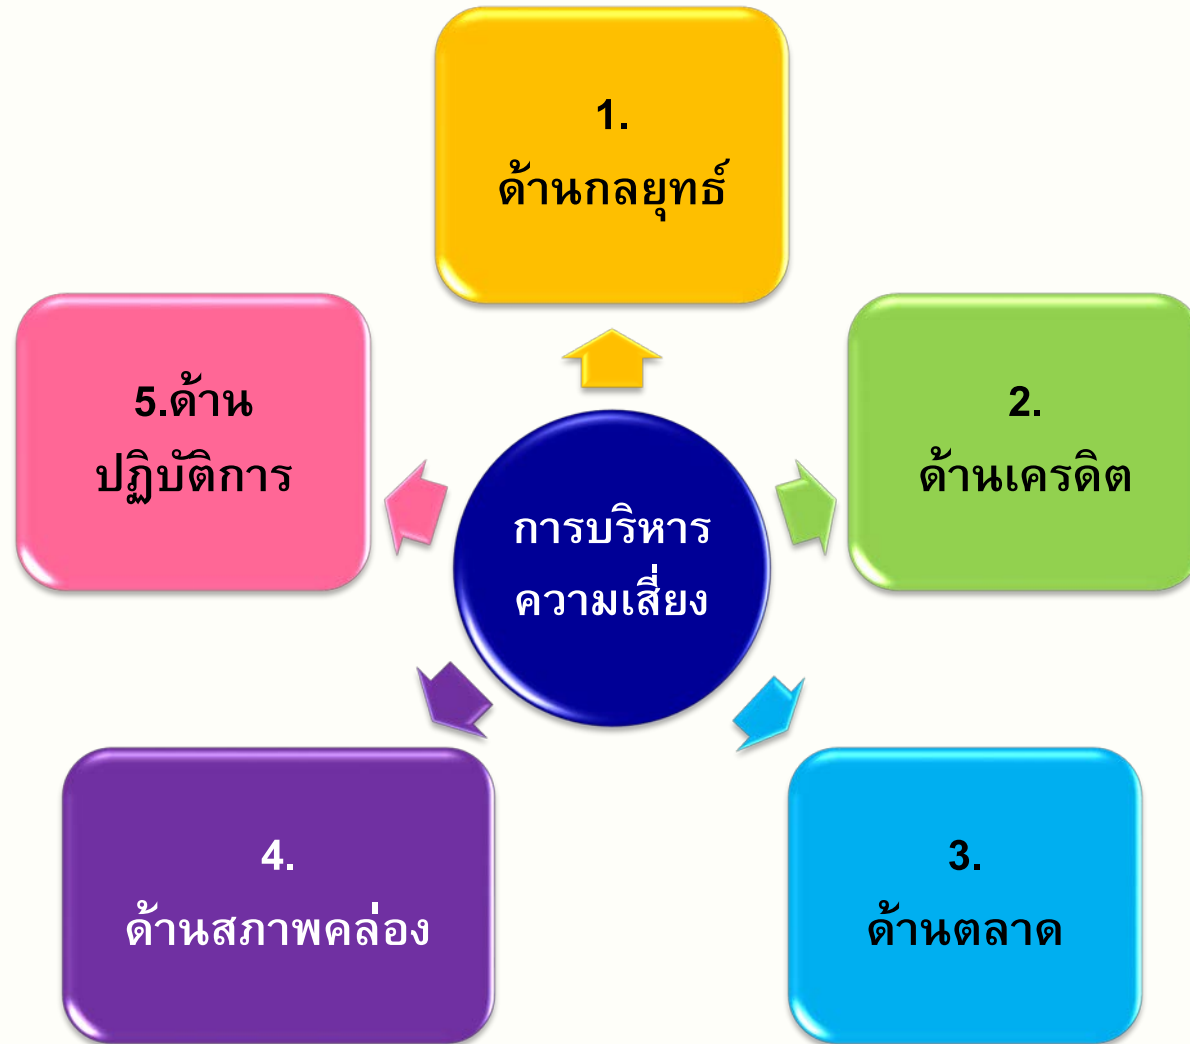 การบริหาร
ความเสี่ยง
1.
ด้านกลยุทธ์
2.
ด้านเครดิต
3.
ด้านตลาด
4.
ด้านสภาพคล่อง
5.ด้าน
ปฏิบัติการ